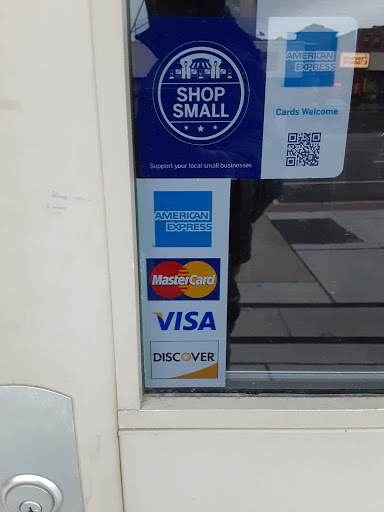 SHOP
SMALL
Support your local small businesses
AMERICAN
EXPRESS
Cards Welcome
AMERICAN
EXPRESS
MasterCard
VISA
DISCOVER